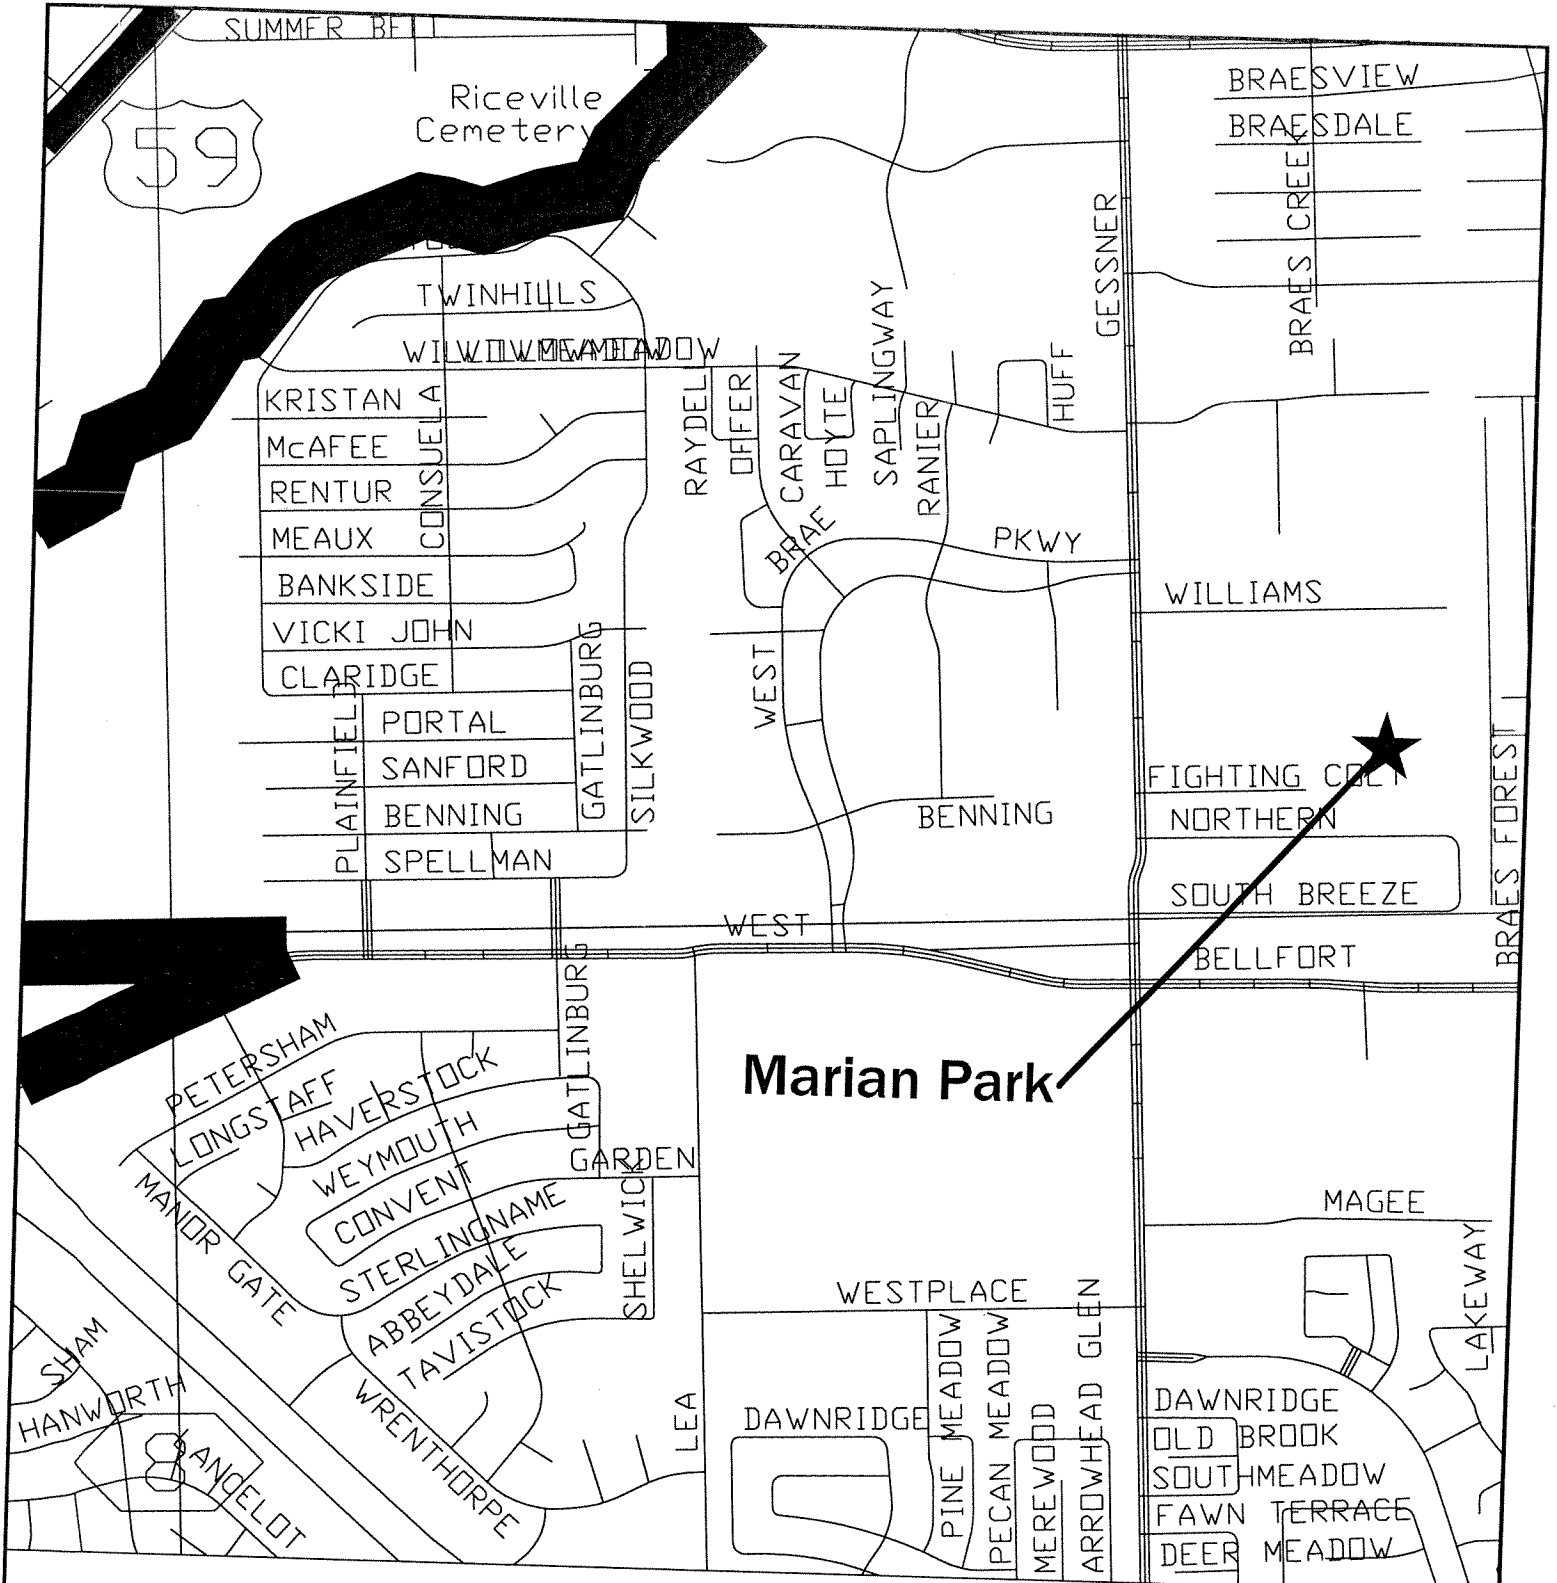 SUMMER
Riceville
Cemetery
59
BRAESVIEW
BRAESDALE
BRAES CREEK
GESSNER
TWINHILLS
WILLOWMEADOW
KRISTAN
McAFEE
RENTUR
MEAUX
BANKSIDE
VICKI JOHN
CLARIDGE
CONSUELA
RAYDELL
OFFER
CARAVAN
HOYTE
SAPLINGWAY
RANIER
HUFF
BRAE
PKWY
WEST
WILLIAMS
PORTAL
SANFORD
BENNING
SPELLMAN
PLAINFIELD
GATLINBURG
SILKWOOD
BENNING
FIGHTING COLT
NORTHERN
SOUTH BREEZE
BRAES FOREST
WEST
BELLFORT
GATLINBURG
PETERSHAM
LONGSTAFF
HAVERSTOCK
WEYMOUTH
CONVENT
GARDEN
STERLINGNAME
ABBEYDALE
TAVISTOCK
SHELWICK
MANOR GATE
WRENTHORPE
Marian Park
MAGEE
LAKEWAY
WESTPLACE
SHAM
HANWORTH
8
LEA
DAWNRIDGE
PINE MEADOW
PECAN MEADOW
MEREWOOD
ARROWHEAD GLEN
DAWNRIDGE
OLD BROOK
SOUTHMEADOW
FAWN TERRACE
DEER MEADOW